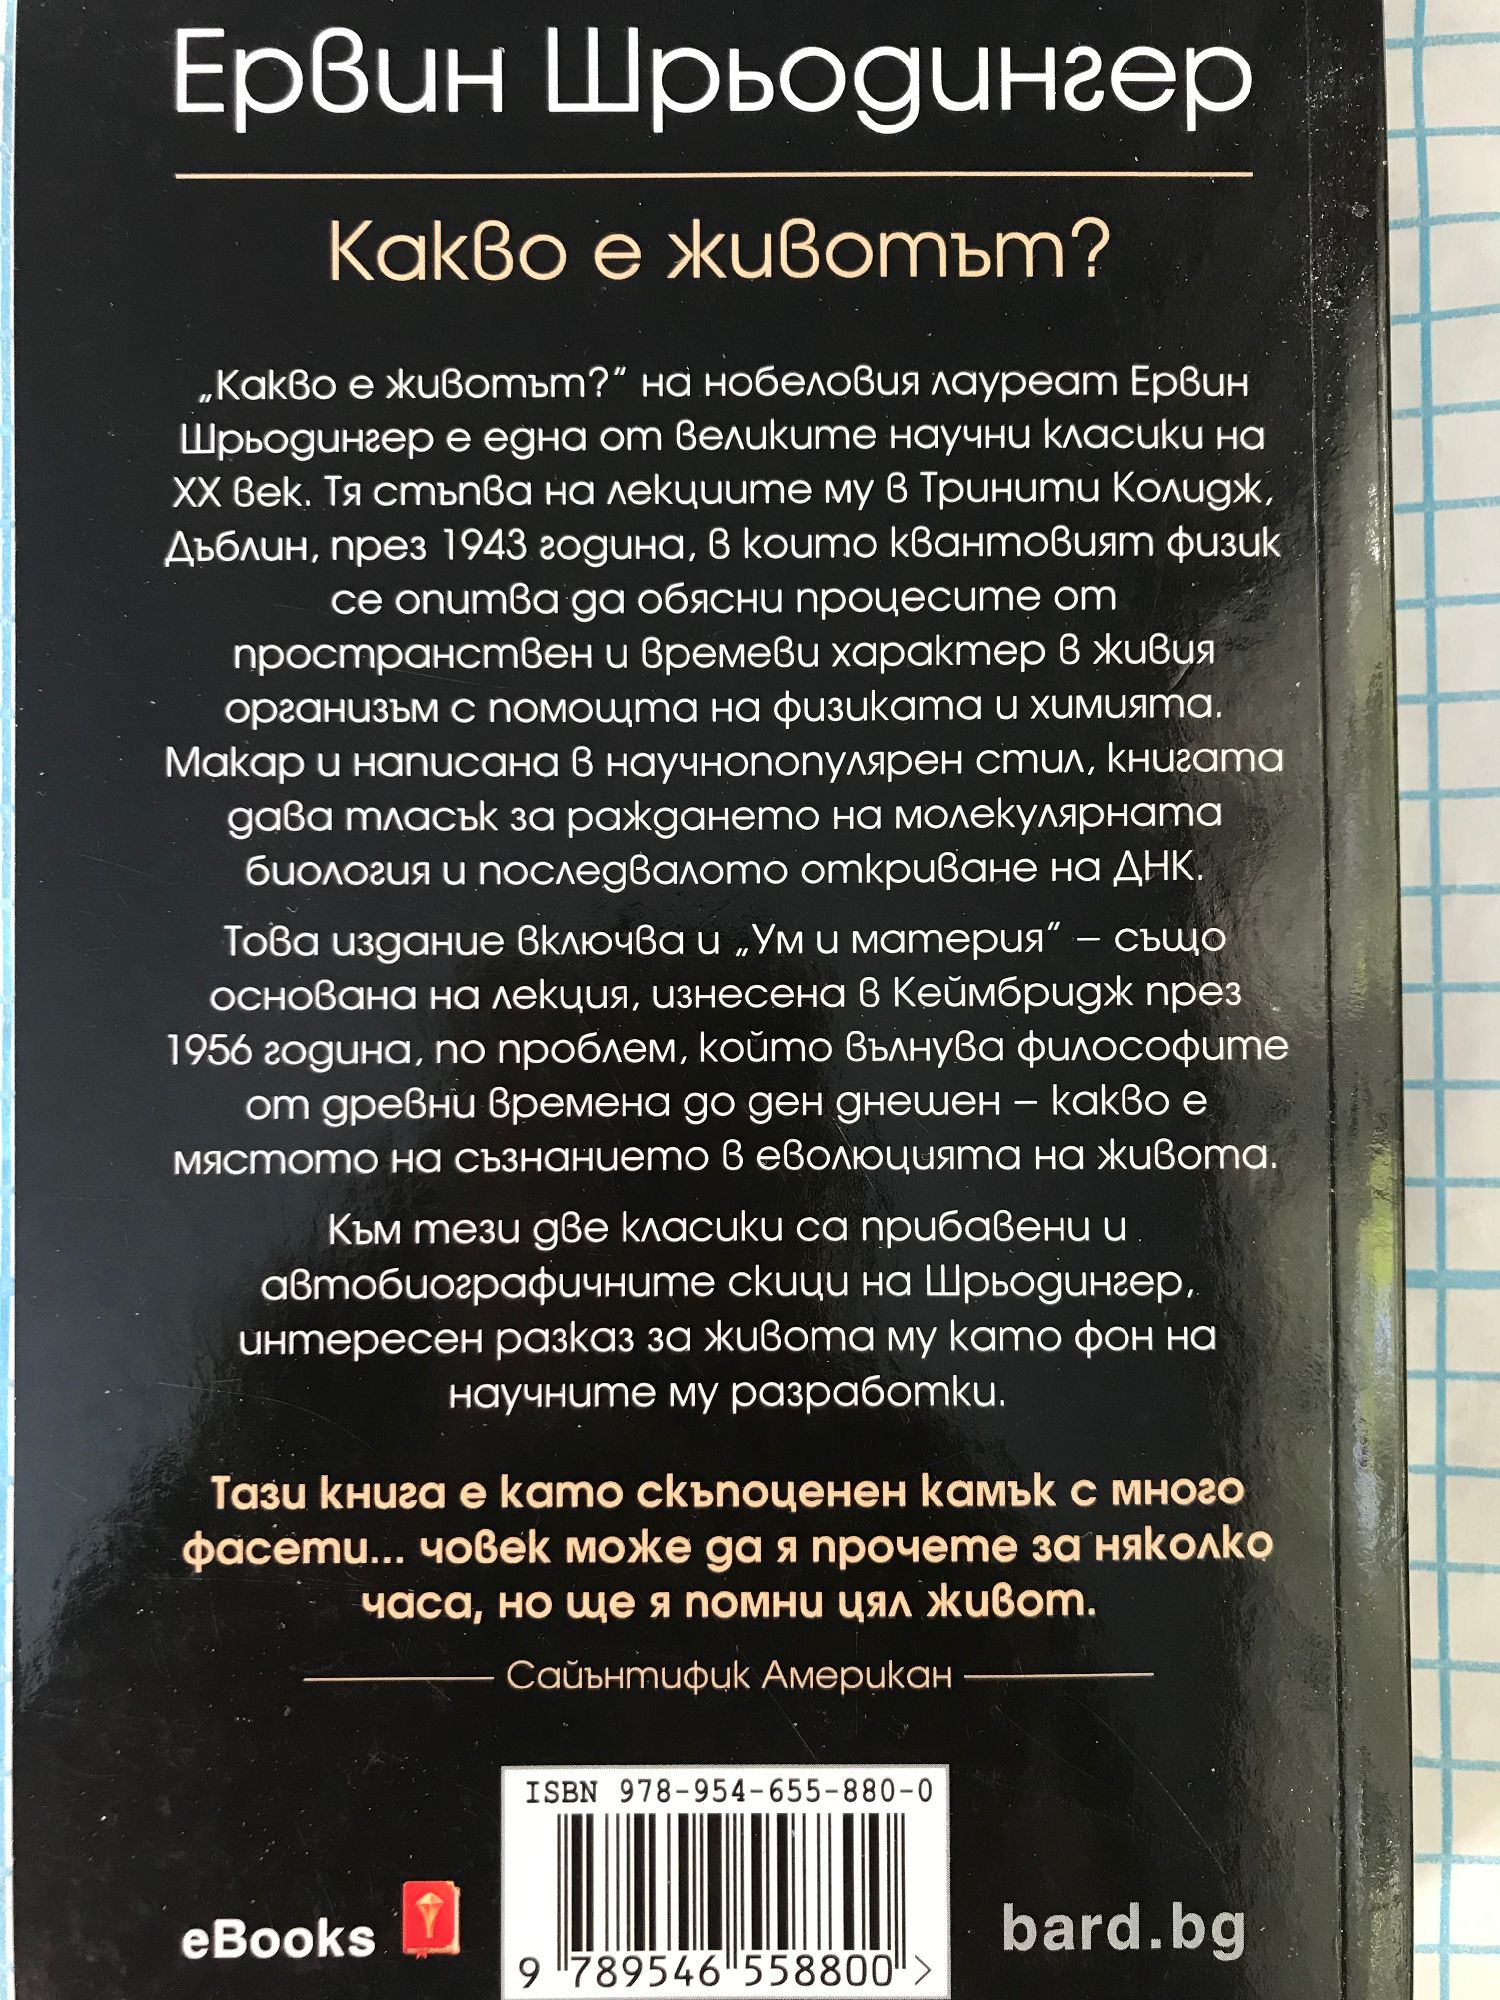 Ервин Шрьодингер
Какво е животът?
„Какво е животът?“ на нобеловия лауреат Ервин
Шрьодингер е една от великите научни класики на
XX век. Тя стъпва на лекциите му в Тринити Колидж,
Дъблин, през 1943 година, в които квантовият физик
се опитва да обясни процесите от
пространствен и времеви характер в живия
организъм с помощта на физиката и химията.
Макар и написана в научнопопулярен стил, книгата
дава тласък за раждането на молекулярната
биология и последвалото откриване на ДНК.
Това издание включва и „Ум и материя“ – също
основана на лекция, изнесена в Кеймбридж през
1956 година, по проблем, който вълнува философите
от древни времена до ден днешен – какво е
мястото на съзнанието в еволюцията на живота.
Към тези две класики са прибавени и
автобиографичните скици на Шрьодингер,
интересен разказ за живота му като фон на
научните му разработки.
Тази книга е като скъпоценен камък с много
фасети... човек може да я прочете за няколко
часа, но ще я помни цял живот.
Сайънтифик Американ
ISBN 978-954-655-880-0
eBooks
bard.bg
9 789546 558800 >